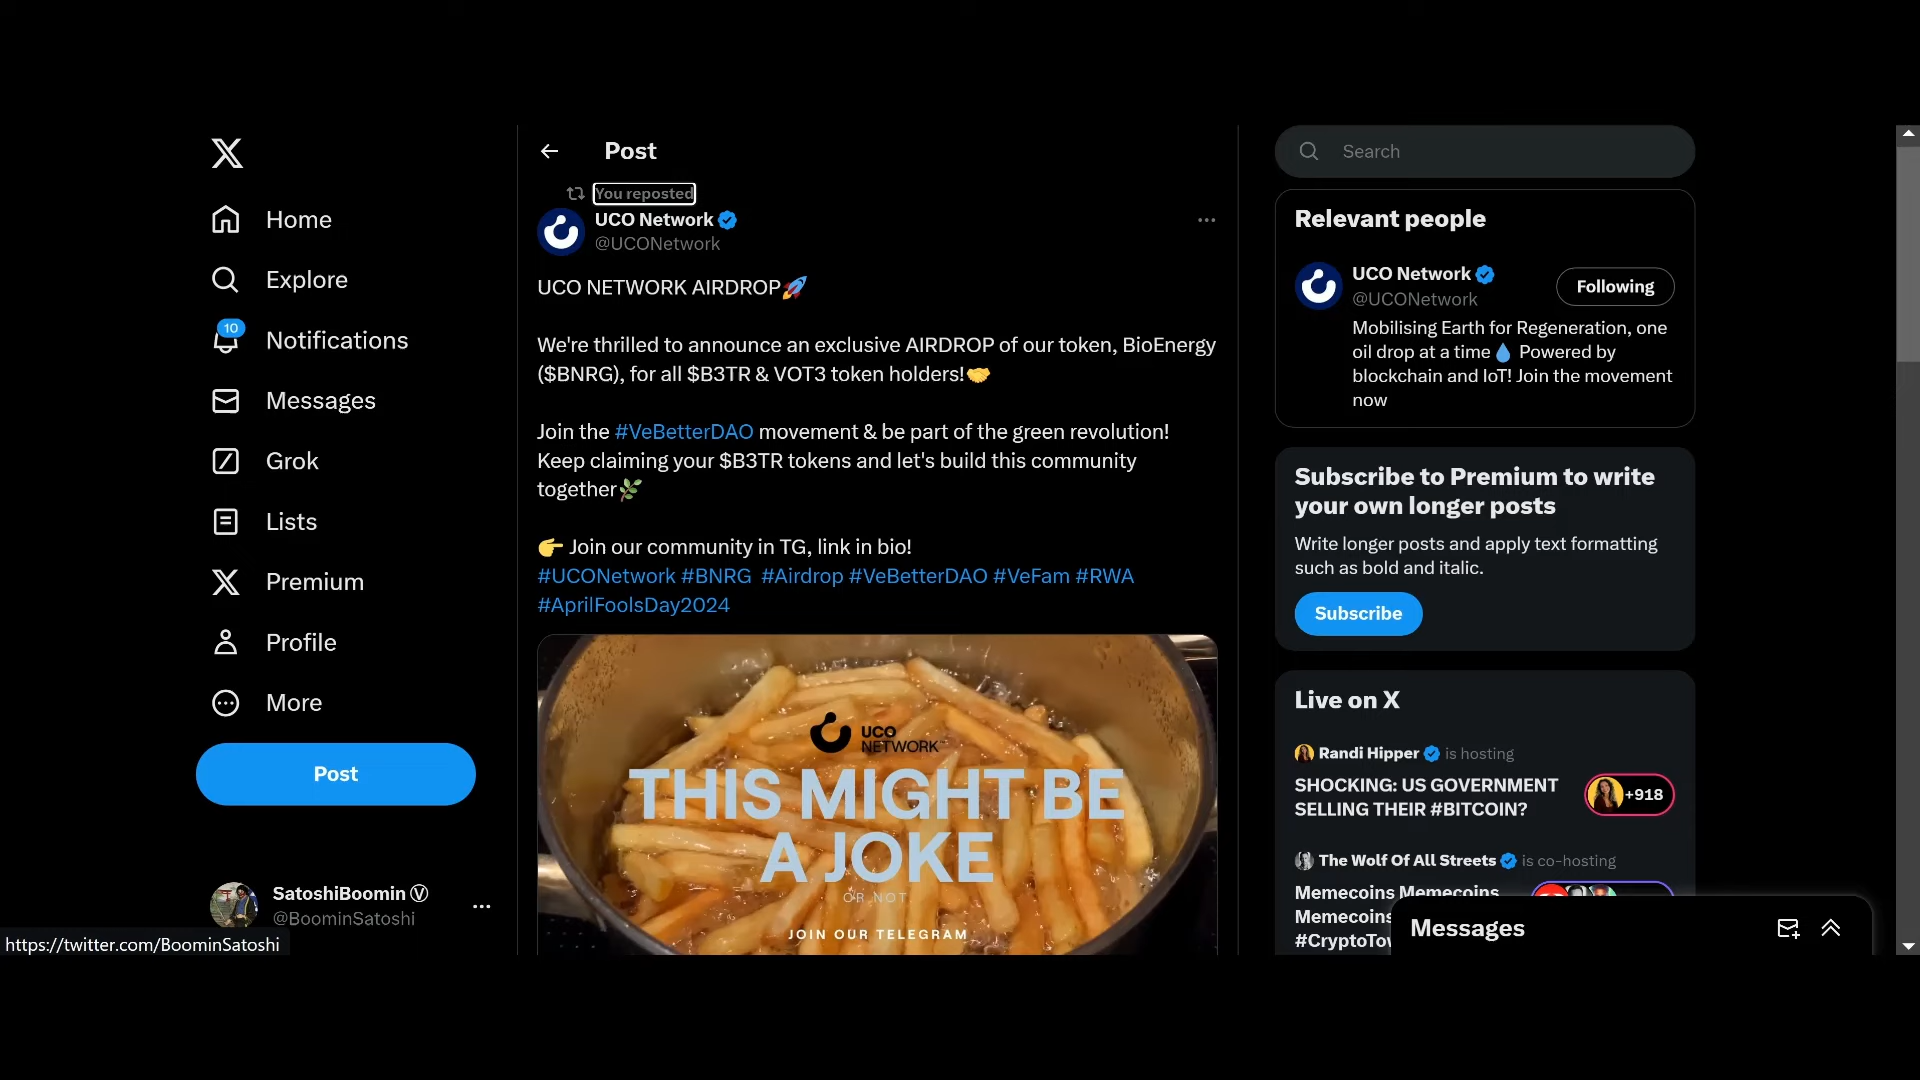 Home
Explore
10
Notifications
Messages
Grok
Lists
Premium
Profile
More
Post
SatoshiBoomin Ⓥ
@BoominSatoshi
https://twitter.com/BoominSatoshi
Post
You reposted
UCO Network
@UCONetwork
UCO NETWORK AIRDROP🚀
We're thrilled to announce an exclusive AIRDROP of our token, BioEnergy
($BNRG), for all $B3TR & VOT3 token holders!🤝
Join the #VeBetterDAO movement & be part of the green revolution!
Keep claiming your $B3TR tokens and let's build this community
together🌿
👉 Join our community in TG, link in bio!
#UCONetwork #BNRG #Airdrop #VeBetterDAO #VeFam #RWA
#AprilFoolsDay2024
UCO
NETWORK
THIS MIGHT BE
A JOKE
OR NOT
JOIN OUR TELEGRAM
Search
Relevant people
UCO Network
@UCONetwork
Following
Mobilising Earth for Regeneration, one
oil drop at a time💧 Powered by
blockchain and IoT! Join the movement
now
Subscribe to Premium to write
your own longer posts
Write longer posts and apply text formatting
such as bold and italic.
Subscribe
Live on X
Randi Hipper is hosting
SHOCKING: US GOVERNMENT
SELLING THEIR #BITCOIN?
+918
The Wolf Of All Streets is co-hosting
Memecoins Memecoins
Memecoins
#CryptoTow
Messages